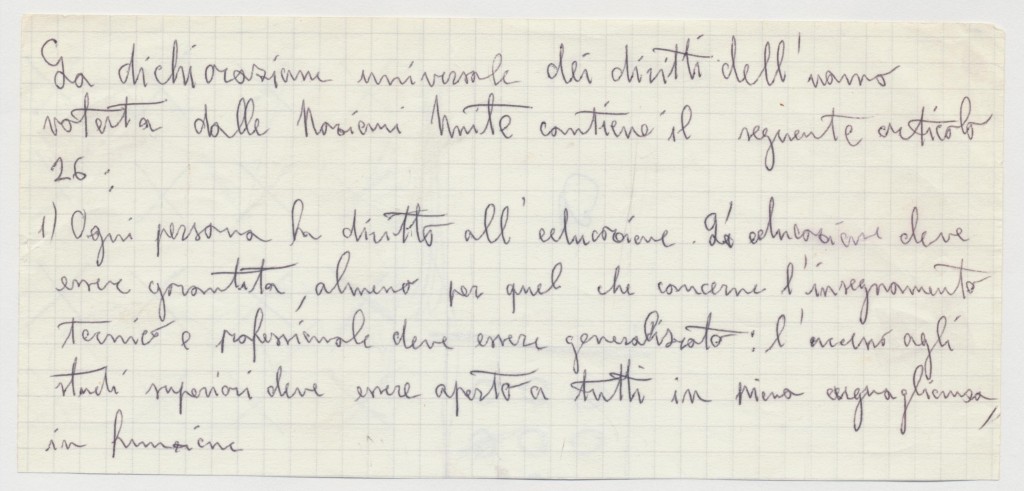 La dichiarazione universale dei diritti dell'uomo
votata dalle Nazioni Unite contiene il seguente articolo
26:
1) Ogni persona ha diritto all'educazione. L'educazione deve
essere garantita, almeno per quel che concerne l'insegnamento
tecnico e professionale deve essere generalizzato: l'accesso agli
studi superiori deve essere aperto a tutti in piena eguaglianza,
in funzione